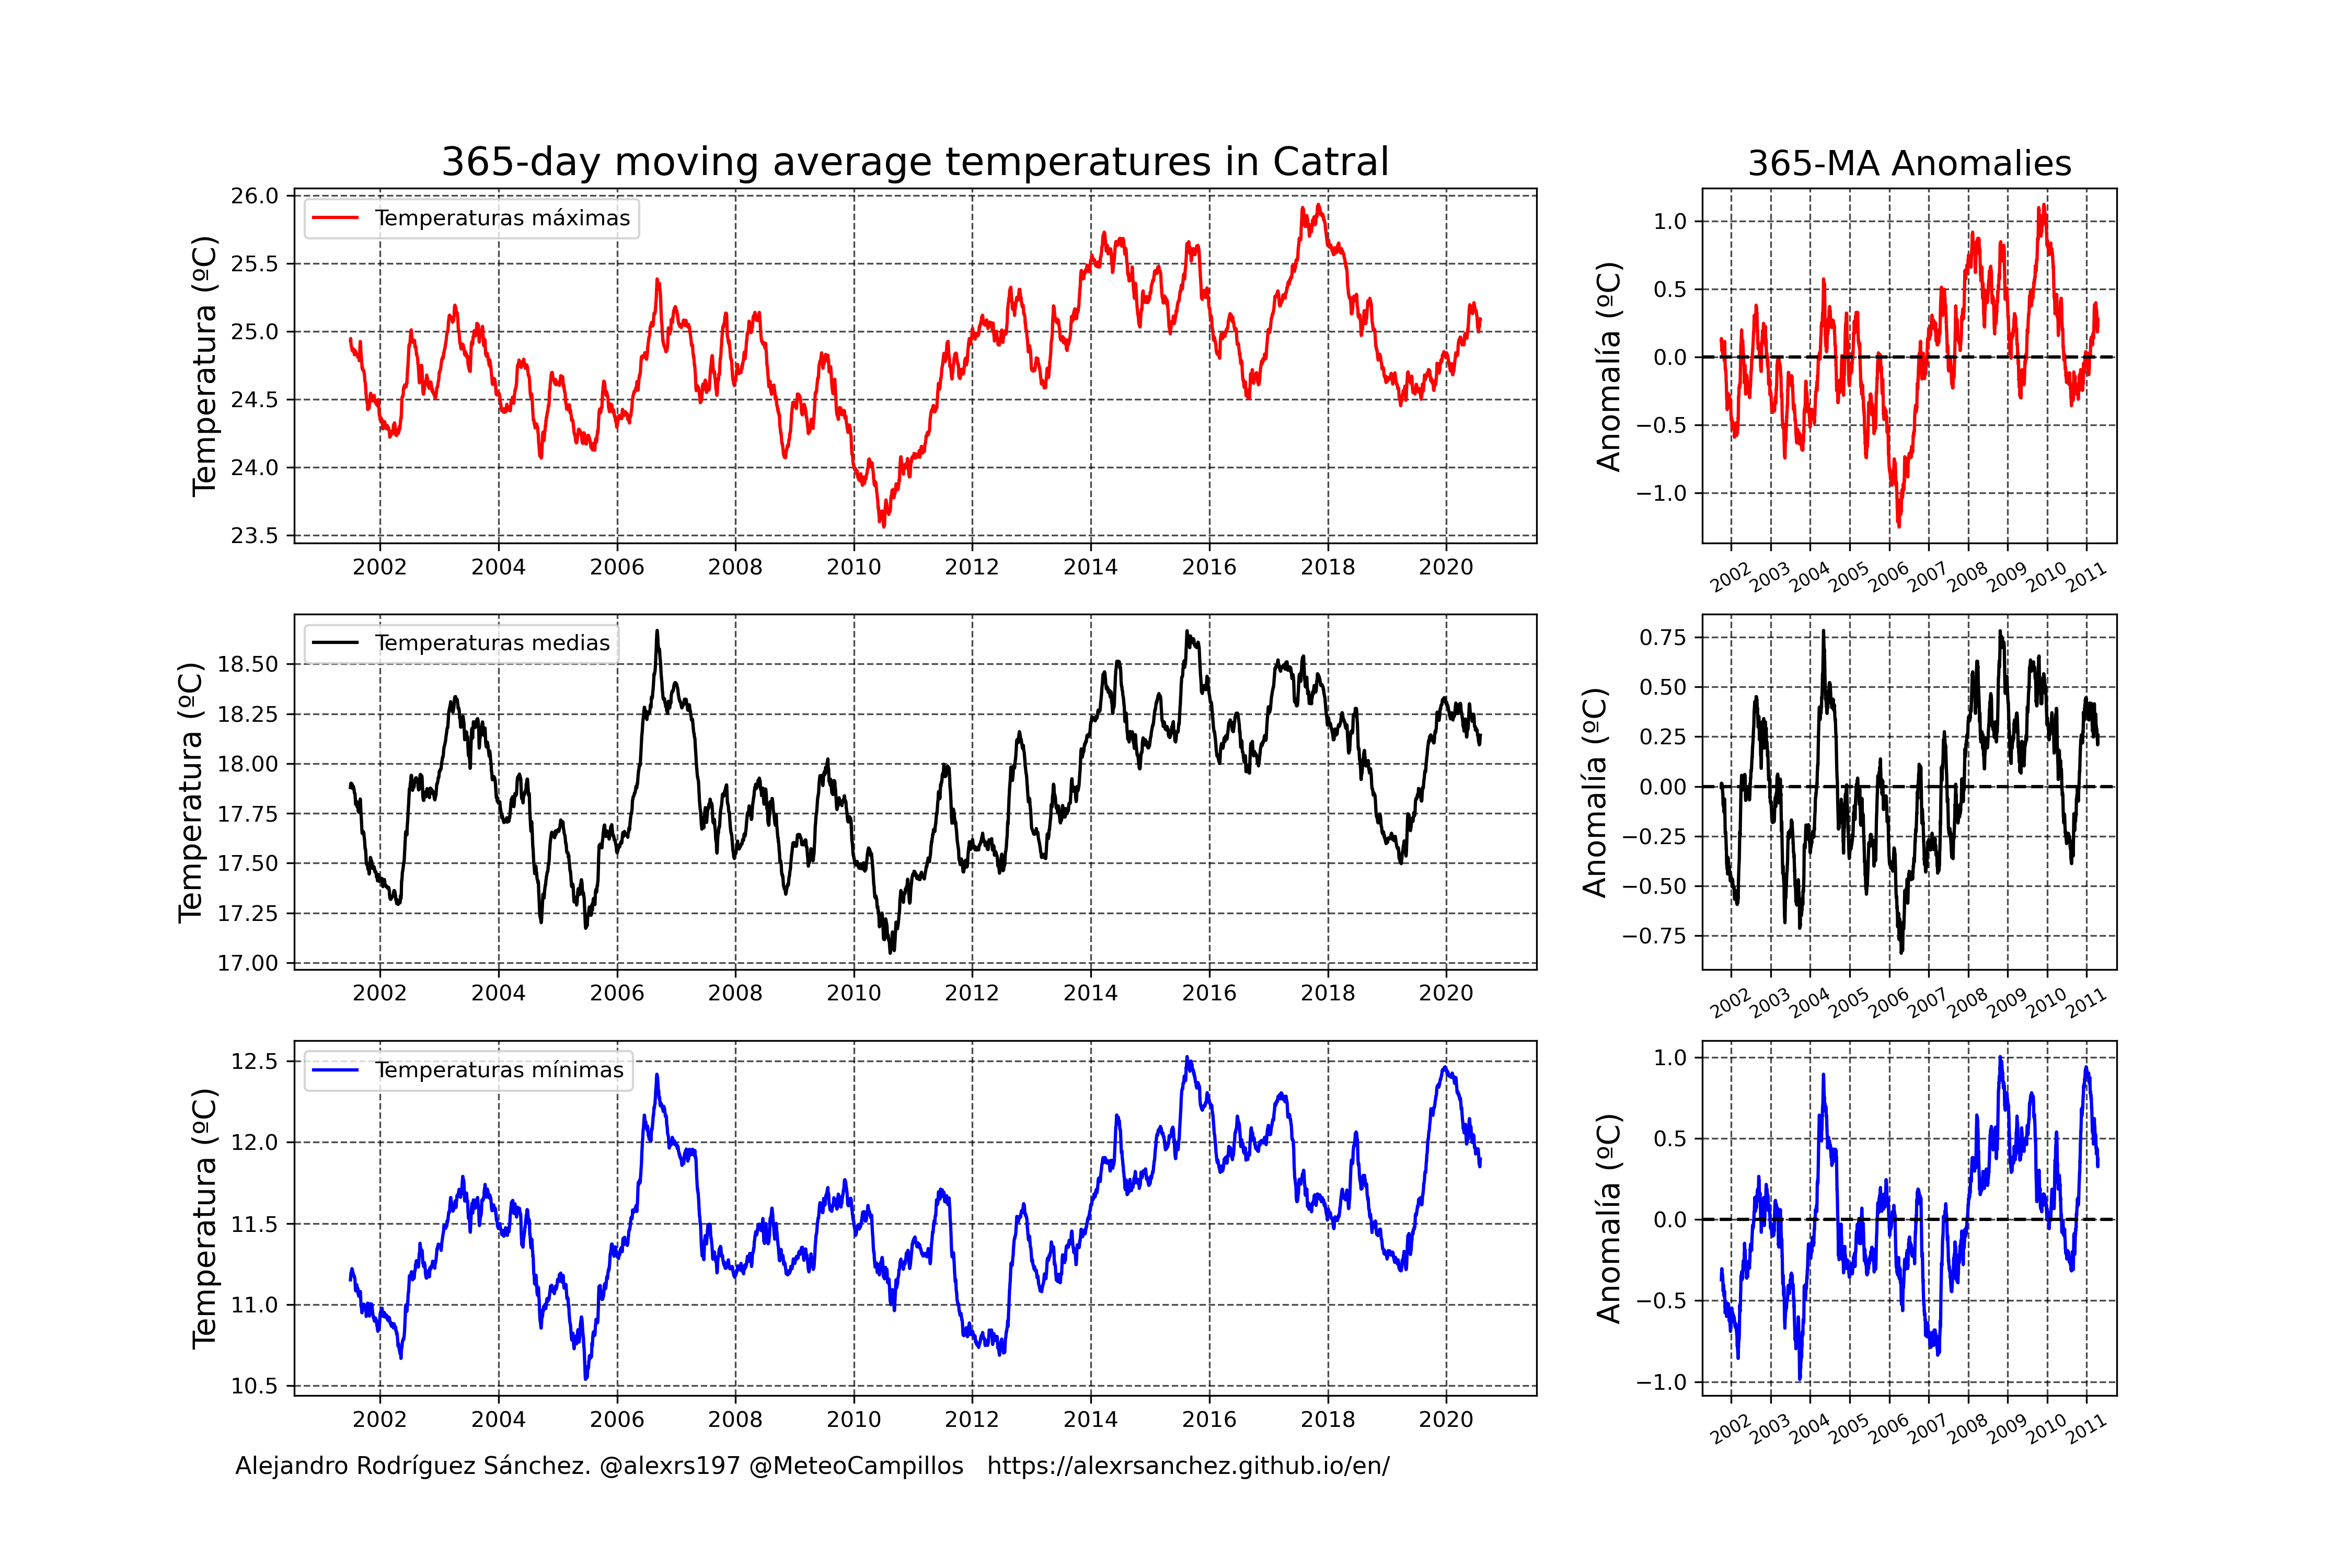 365-day moving average temperatures in Catral
Temperatura (ºC)
26.0
25.5
25.0
24.5
24.0
23.5
Temperaturas máximas
2002 2004 2006 2008 2010 2012 2014 2016 2018 2020
365-MA Anomalies
Anomalía (ºC)
1.0
0.5
0.0
−0.5
−1.0
2002 2003 2004 2005 2006 2007 2008 2009 2010 2011
Temperatura (ºC)
18.50
18.25
18.00
17.75
17.50
17.25
17.00
Temperaturas medias
2002 2004 2006 2008 2010 2012 2014 2016 2018 2020
Anomalía (ºC)
0.75
0.50
0.25
0.00
−0.25
−0.50
−0.75
2002 2003 2004 2005 2006 2007 2008 2009 2010 2011
Temperatura (ºC)
12.5
12.0
11.5
11.0
10.5
Temperaturas mínimas
2002 2004 2006 2008 2010 2012 2014 2016 2018 2020
Anomalía (ºC)
1.0
0.5
0.0
−0.5
−1.0
2002 2003 2004 2005 2006 2007 2008 2009 2010 2011
Alejandro Rodríguez Sánchez. @alexrs197 @MeteoCampillos https://alexrsanchez.github.io/en/